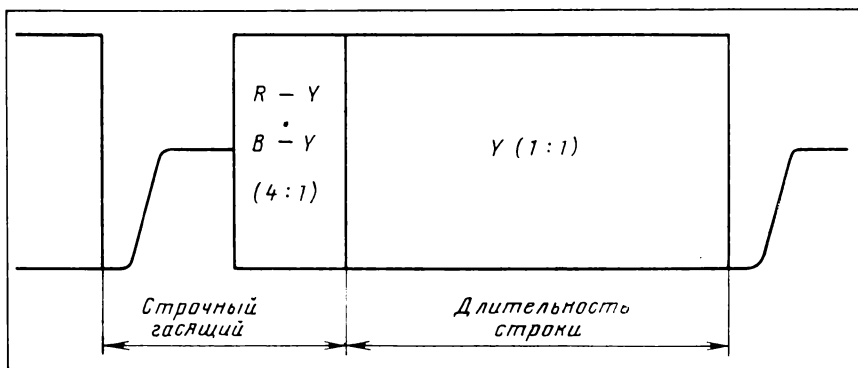 R – Y
B – Y
(4:1)
Y (1:1)
Строчный
гасящий
Длительность
строки